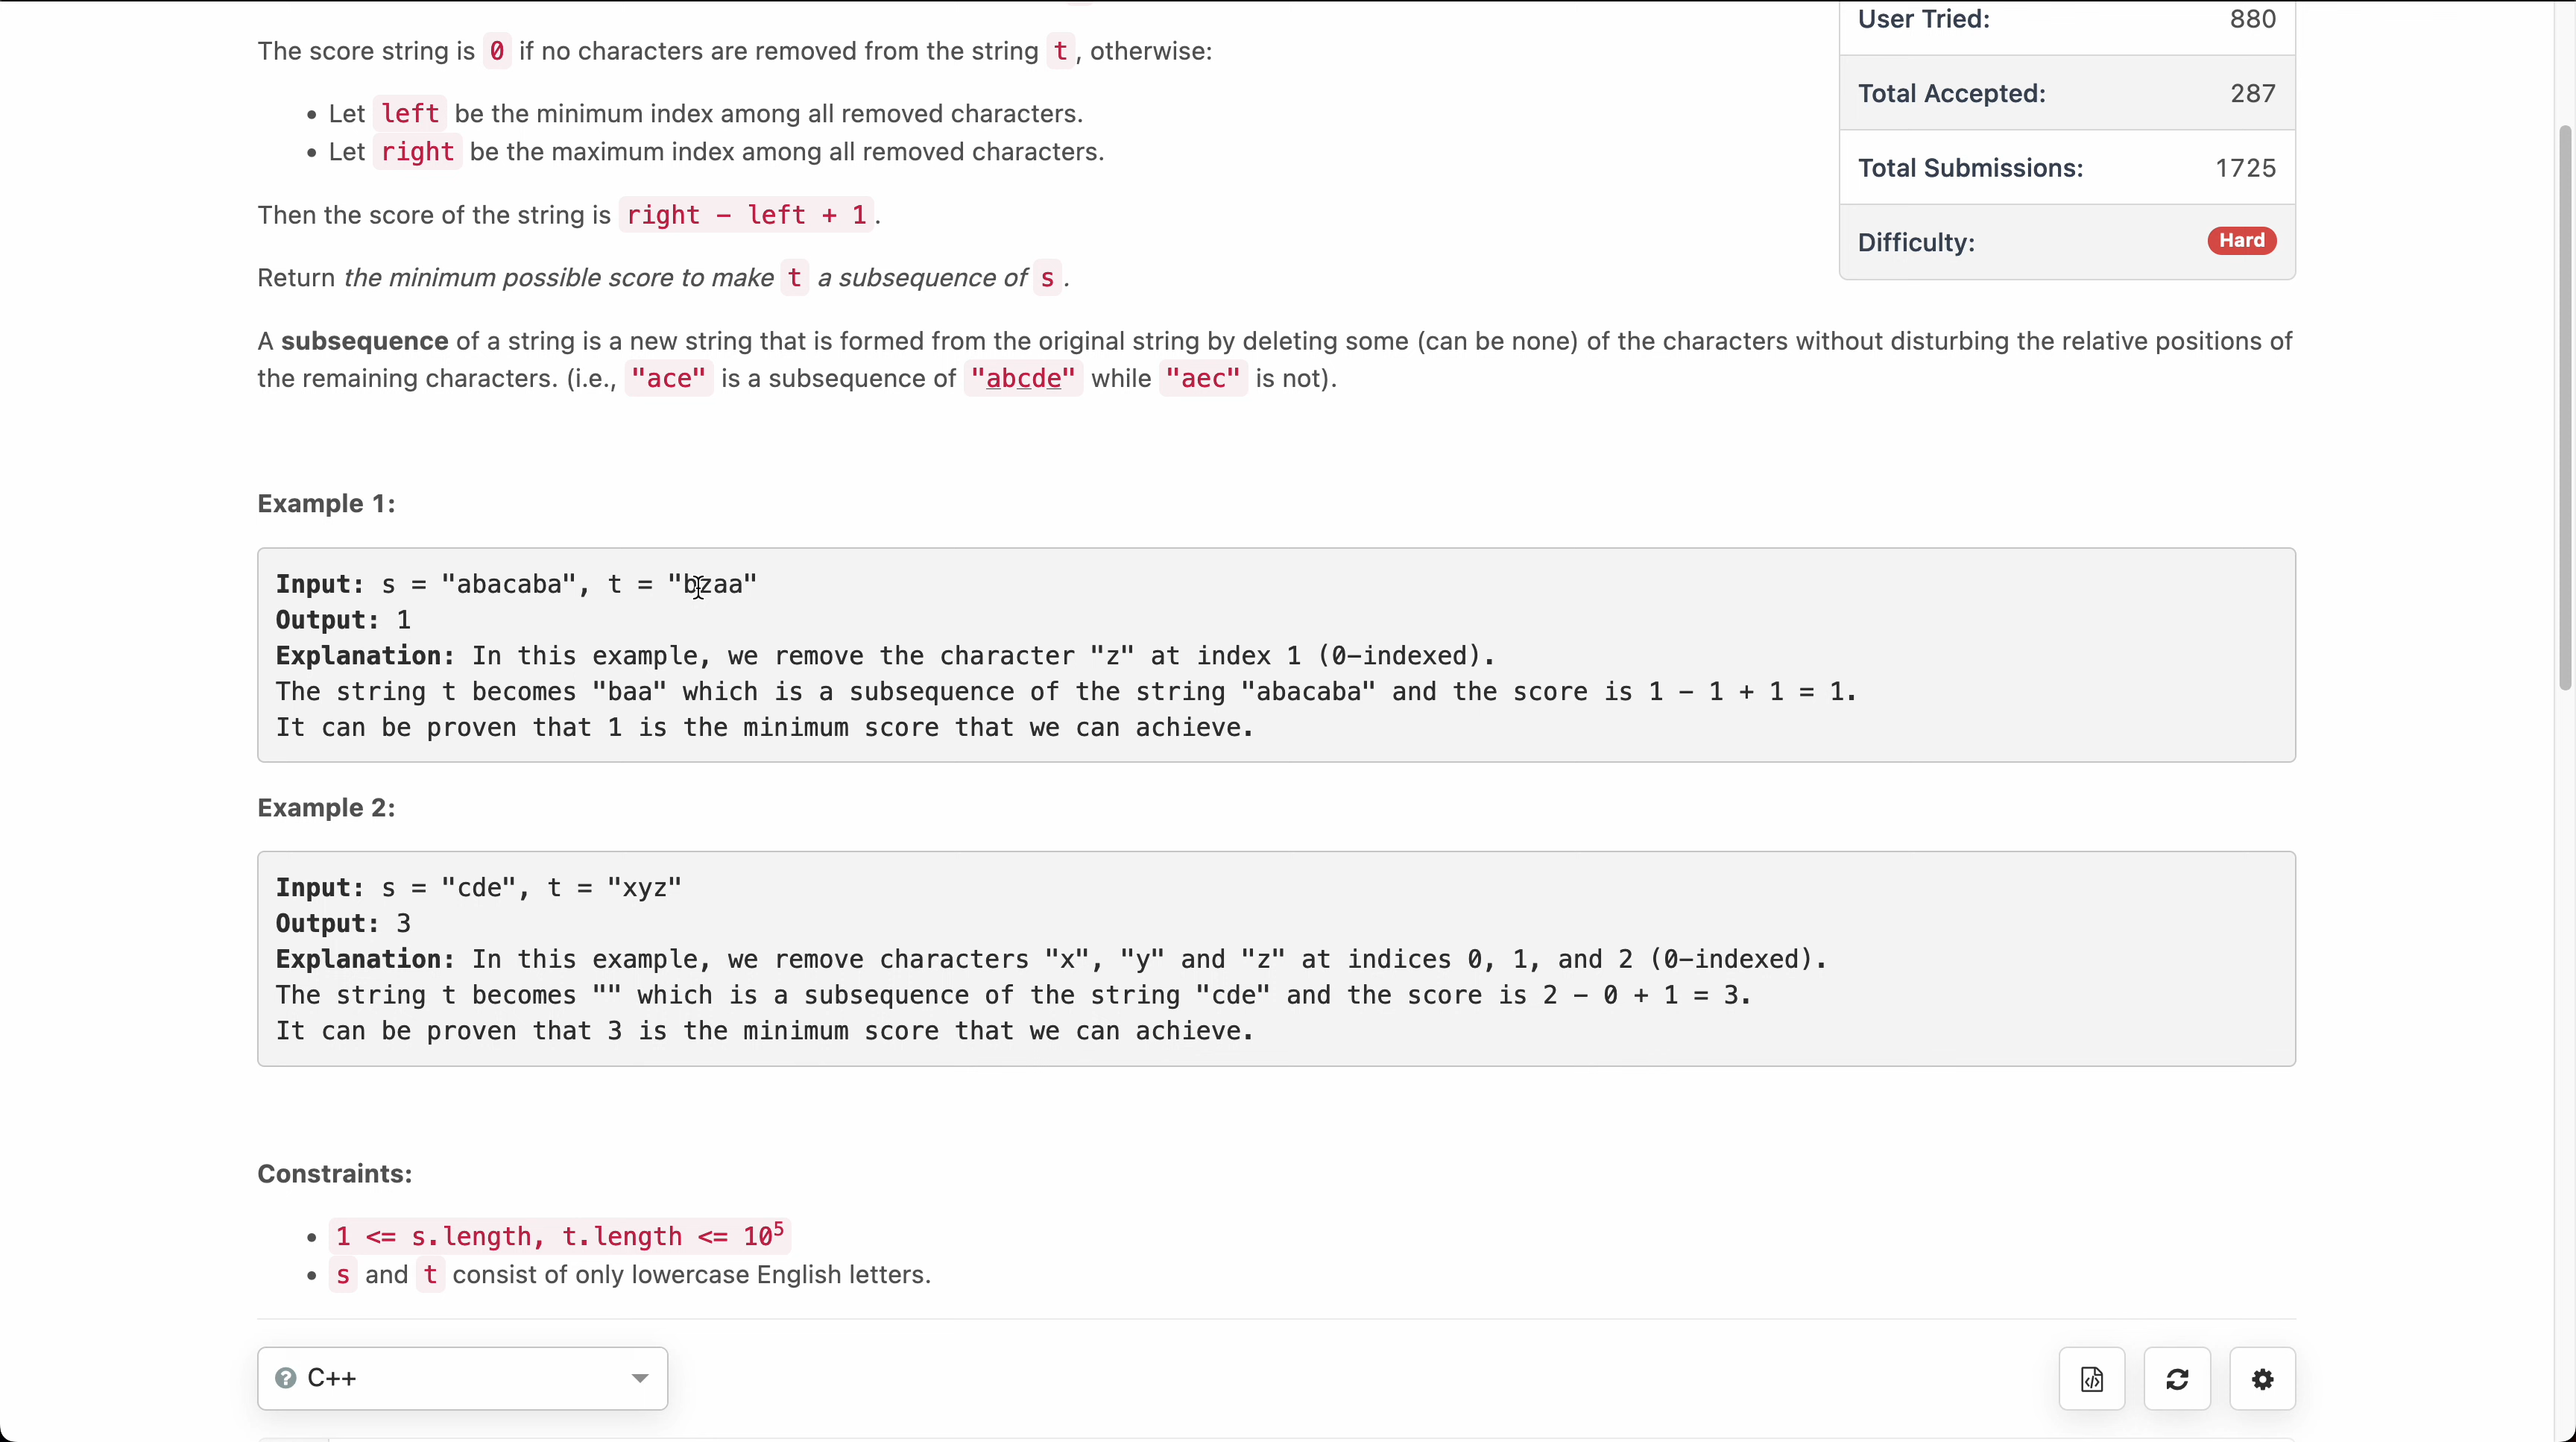 User Tried: 880
The score string is 0 if no characters are removed from the string t, otherwise:
Total Accepted: 287
• Let left be the minimum index among all removed characters.
• Let right be the maximum index among all removed characters.
Total Submissions: 1725
Then the score of the string is right - left + 1.
Difficulty: Hard
Return the minimum possible score to make t a subsequence of s.
A subsequence of a string is a new string that is formed from the original string by deleting some (can be none) of the characters without disturbing the relative positions of
the remaining characters. (i.e., "ace" is a subsequence of "abcde" while "aec" is not).
Example 1:
Input: s = "abacaba", t = "bzaa"
Output: 1
Explanation: In this example, we remove the character "z" at index 1 (0-indexed).
The string t becomes "baa" which is a subsequence of the string "abacaba" and the score is 1 - 1 + 1 = 1.
It can be proven that 1 is the minimum score that we can achieve.
Example 2:
Input: s = "cde", t = "xyz"
Output: 3
Explanation: In this example, we remove characters "x", "y" and "z" at indices 0, 1, and 2 (0-indexed).
The string t becomes "" which is a subsequence of the string "cde" and the score is 2 - 0 + 1 = 3.
It can be proven that 3 is the minimum score that we can achieve.
Constraints:
• 1 <= s.length, t.length <= 10⁵
• s and t consist of only lowercase English letters.
? C++